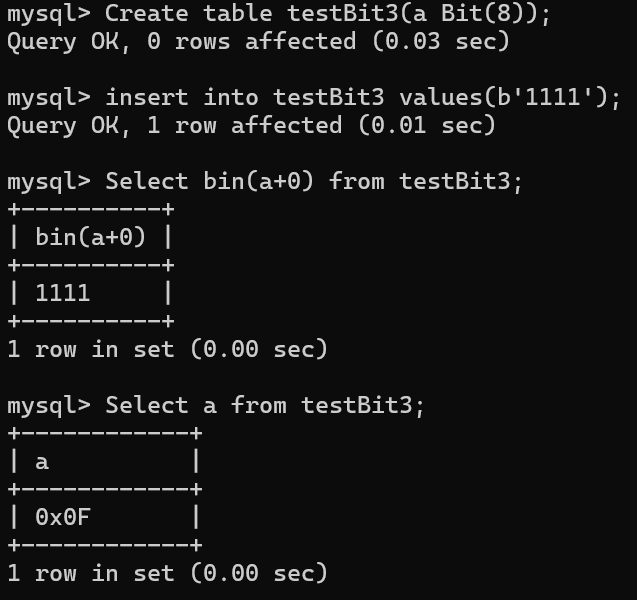 mysql> Create table testBit3(a Bit(8));
Query OK, 0 rows affected (0.03 sec)

mysql> insert into testBit3 values(b'1111');
Query OK, 1 row affected (0.01 sec)

mysql> Select bin(a+0) from testBit3;
+----------+
| bin(a+0) |
+----------+
| 1111     |
+----------+
1 row in set (0.00 sec)

mysql> Select a from testBit3;
+------------+
| a          |
+------------+
| 0x0F       |
+------------+
1 row in set (0.00 sec)